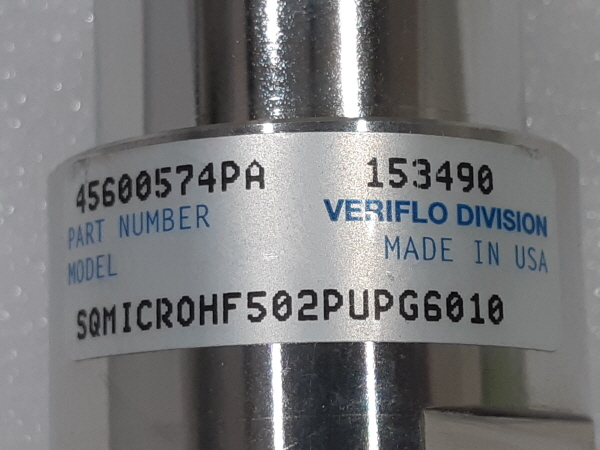 45600574PA 153490
PART NUMBER VERIFLO DIVISION
MODEL MADE IN USA
SQMICROHF502PUPG6010